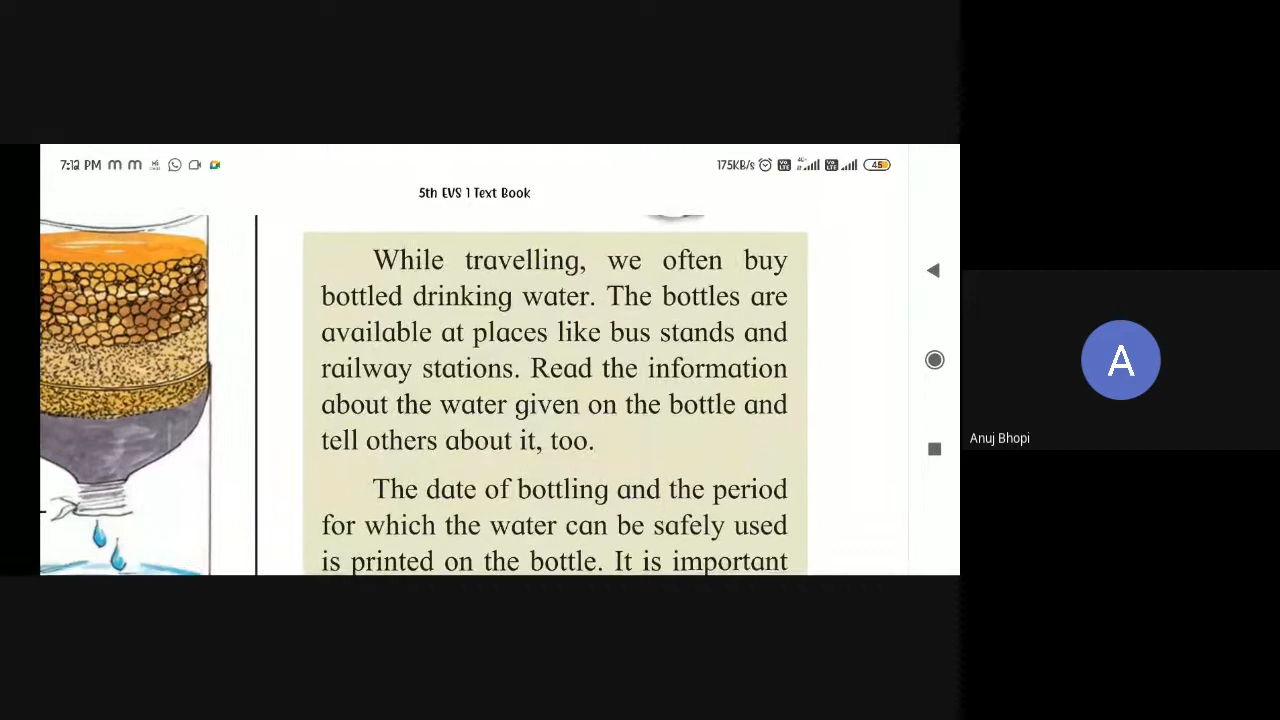 7:12 PM
175KB/s
45
5th EVS 1 Text Book
While travelling, we often buy
bottled drinking water. The bottles are
available at places like bus stands and
railway stations. Read the information
about the water given on the bottle and
tell others about it, too.
The date of bottling and the period
for which the water can be safely used
is printed on the bottle. It is important
A
Anuj Bhopi